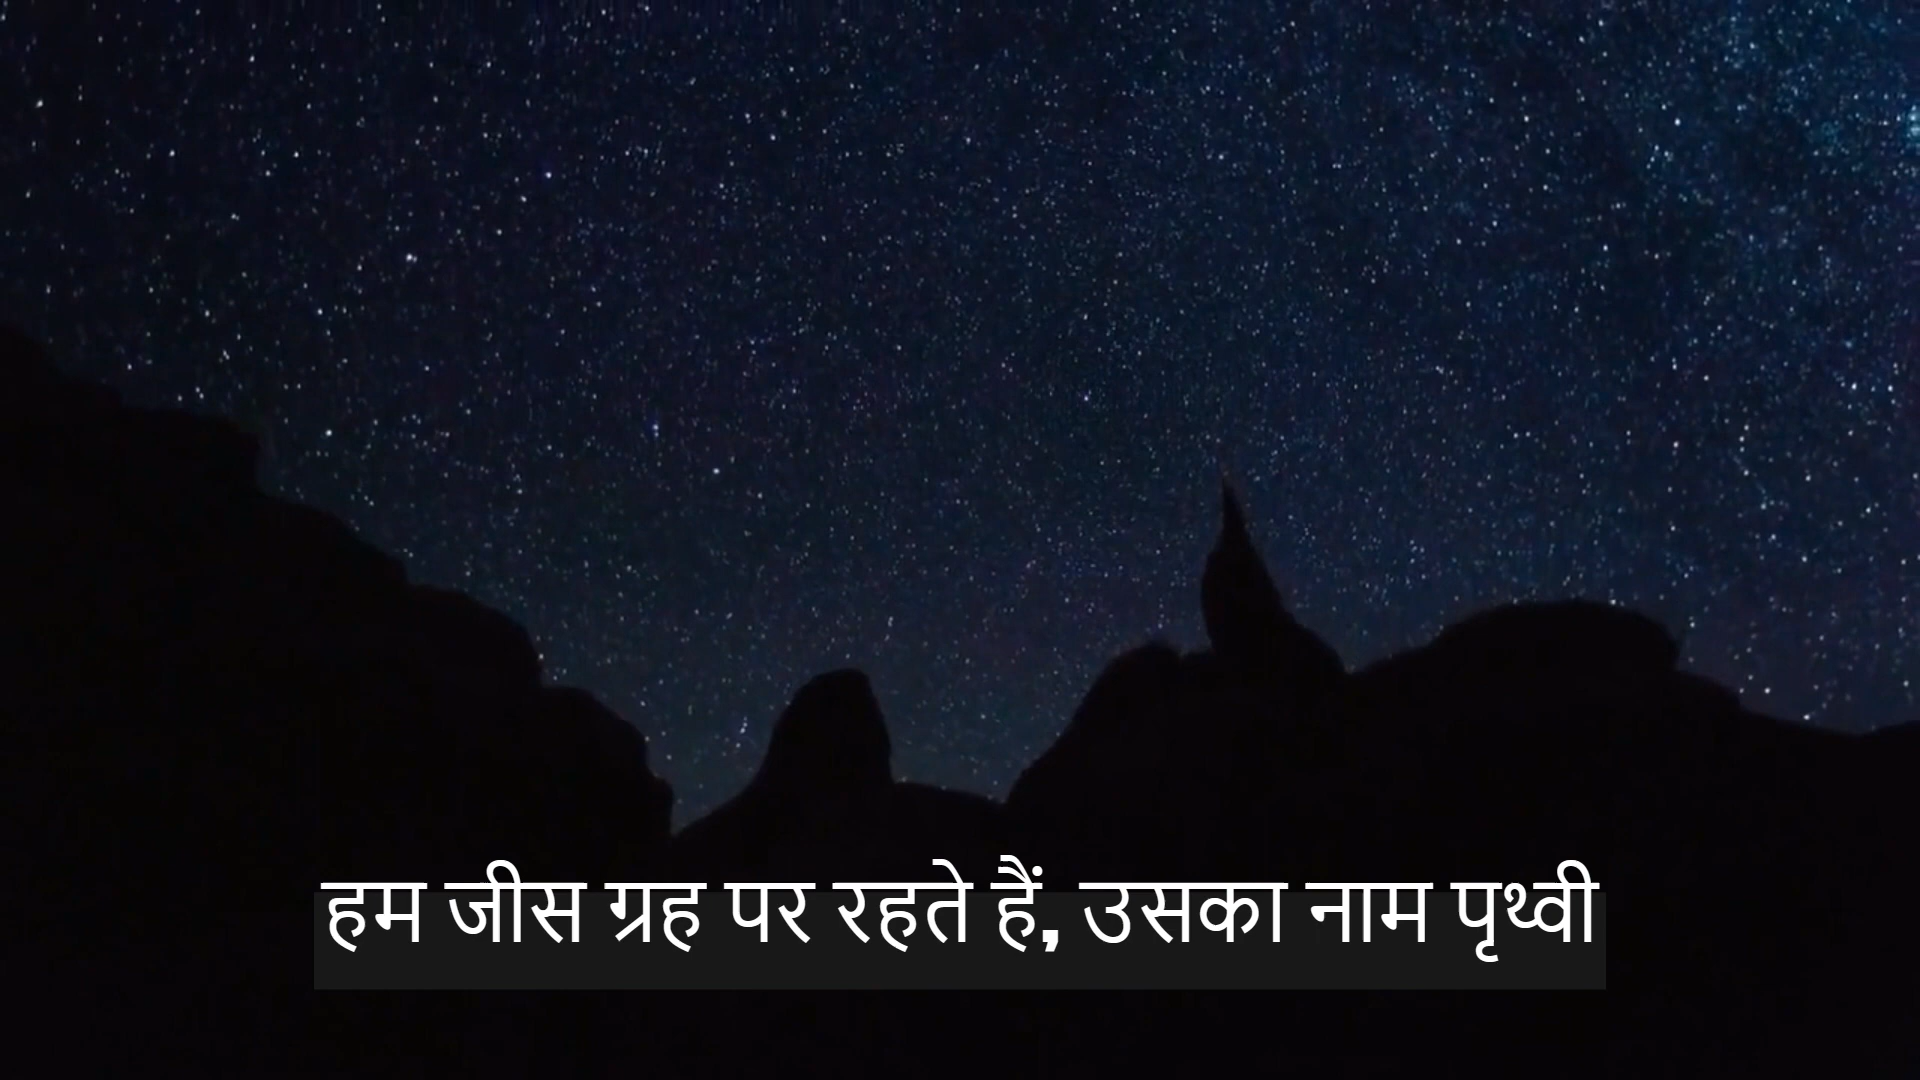 हम जीस ग्रह पर रहते हैं, उसका नाम पृथ्वी